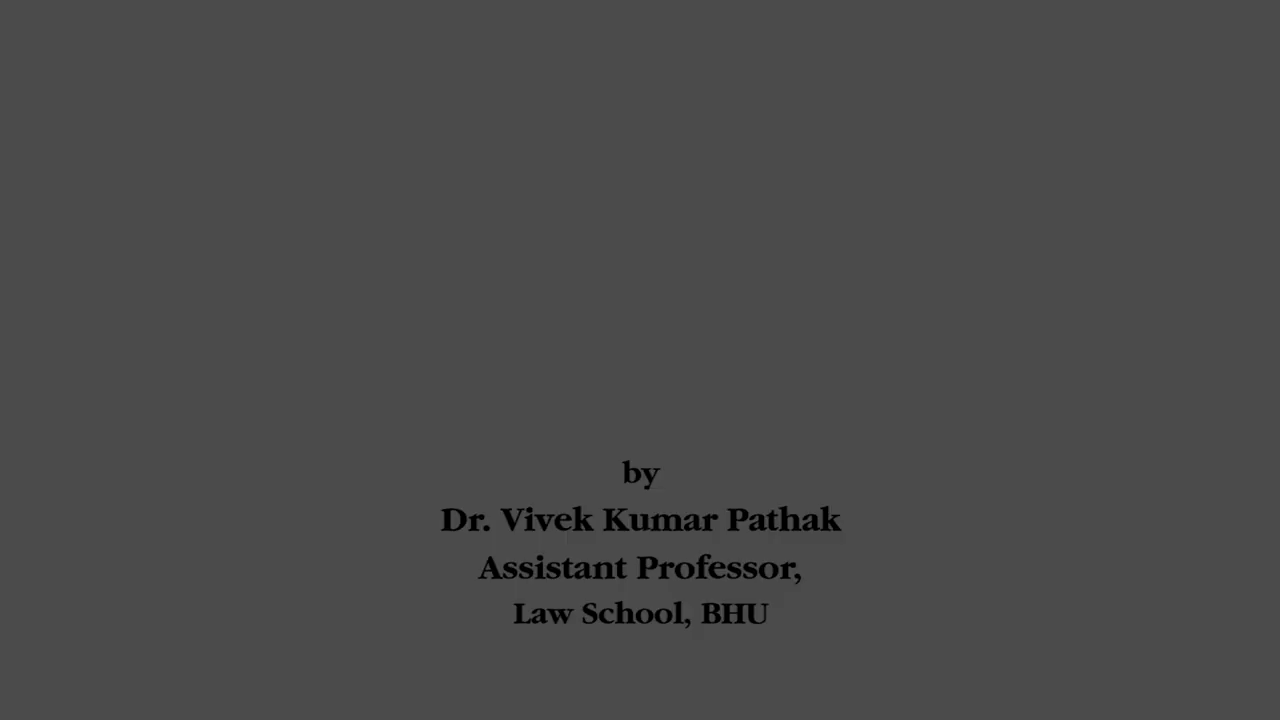 by
Dr. Vivek Kumar Pathak
Assistant Professor,
Law School, BHU